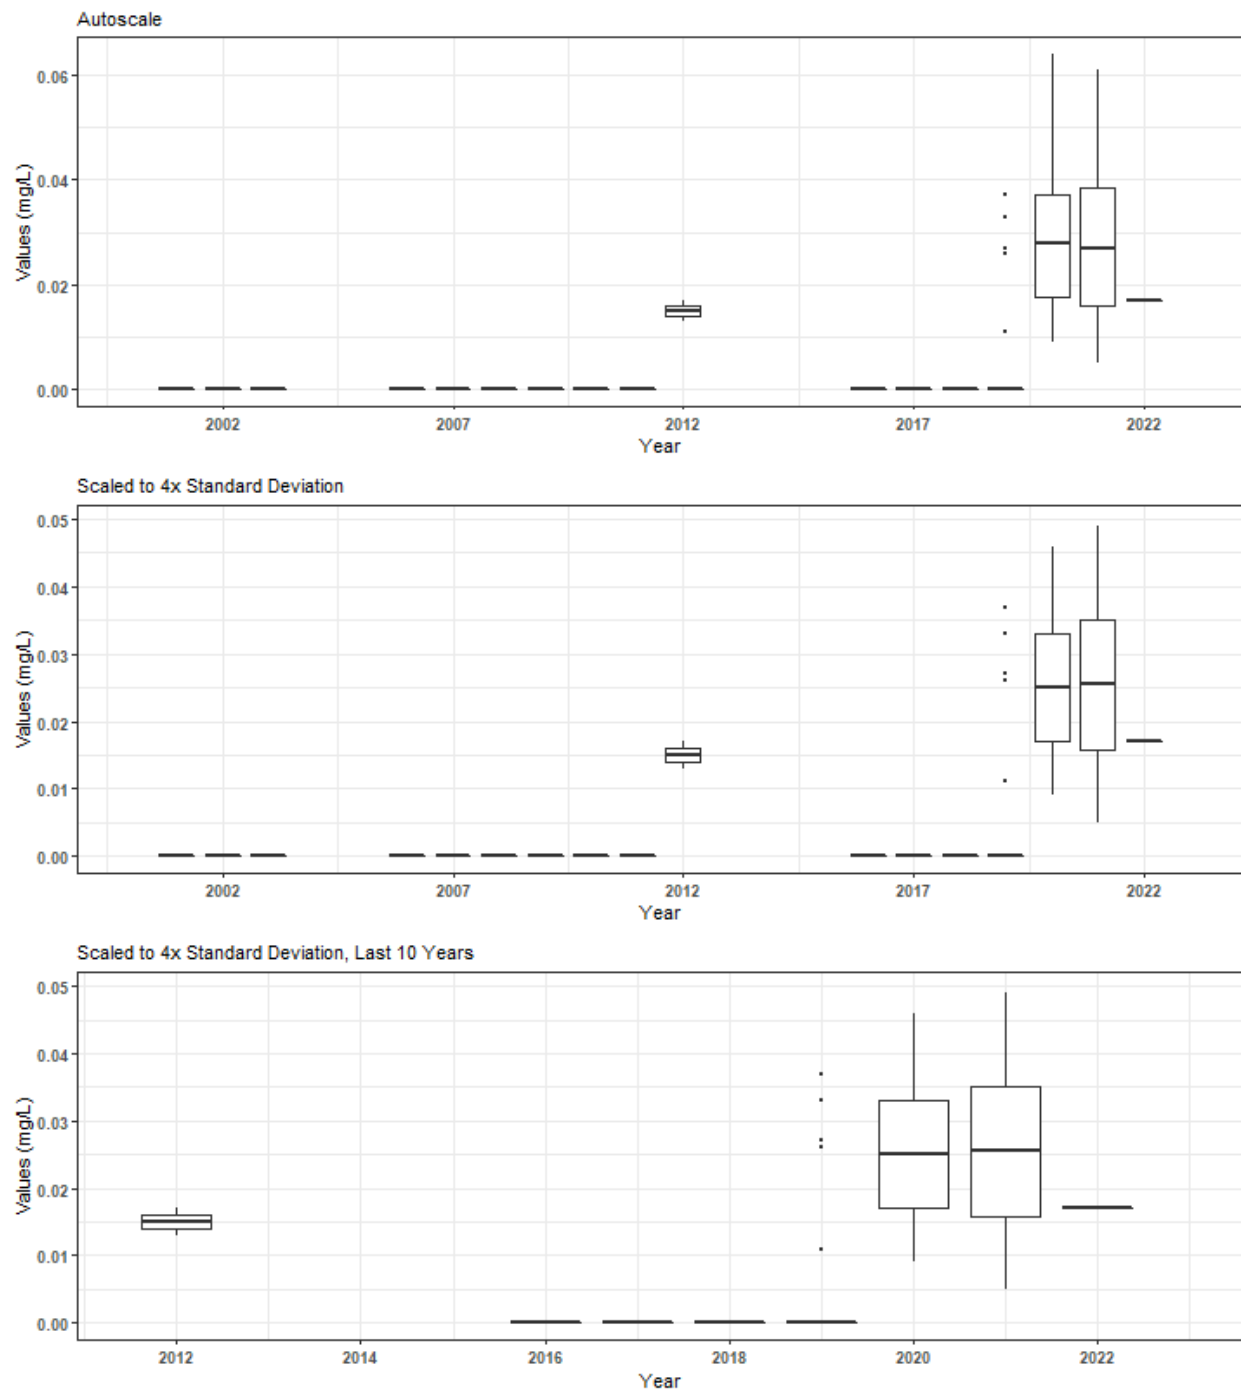 Autoscale
0.06
0.04
0.02
0.00
Values (mg/L)
2002 2007 2012 2017 2022
Year
Scaled to 4x Standard Deviation
0.05
0.04
0.03
0.02
0.01
0.00
Values (mg/L)
2002 2007 2012 2017 2022
Year
Scaled to 4x Standard Deviation, Last 10 Years
0.05
0.04
0.03
0.02
0.01
0.00
Values (mg/L)
2012 2014 2016 2018 2020 2022
Year